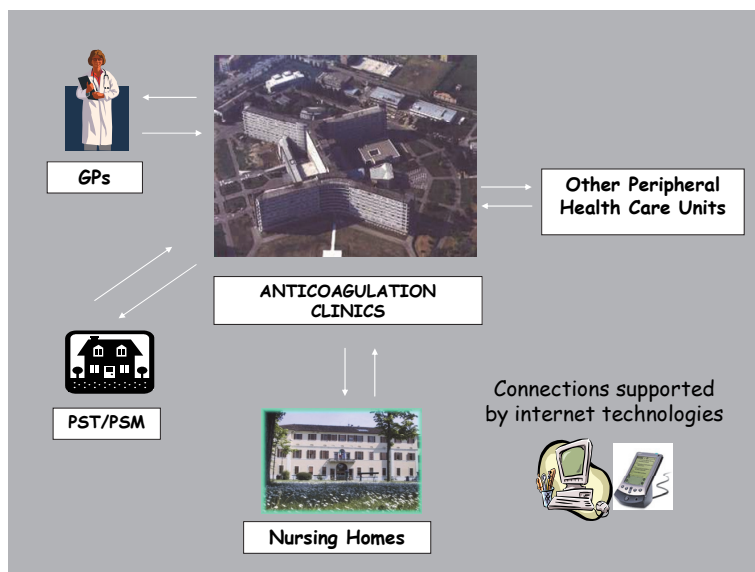 GPs
Other Peripheral
Health Care Units
ANTICOAGULATION
CLINICS
PST/PSM
Connections supported
by internet technologies
Nursing Homes